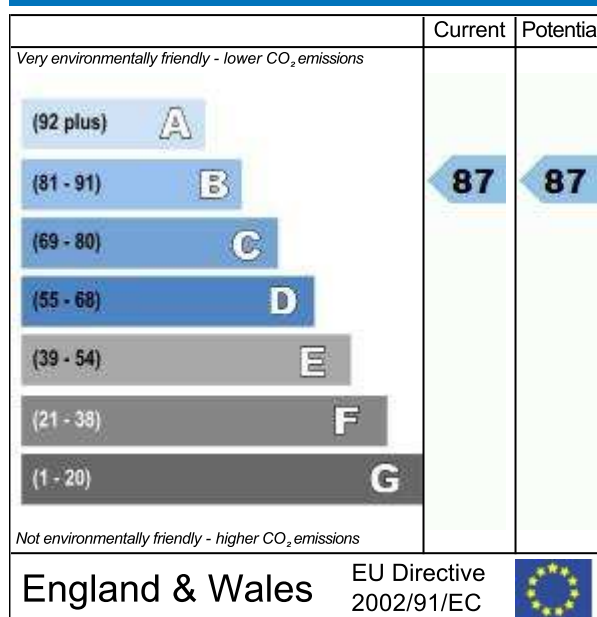 Current Potentia
Very environmentally friendly - lower CO₂ emissions
(92 plus) A
(81 - 91) B 87 87
(69 - 80) C
(55 - 68) D
(39 - 54) E
(21 - 38) F
(1 - 20) G
Not environmentally friendly - higher CO₂ emissions
England & Wales
EU Directive
2002/91/EC